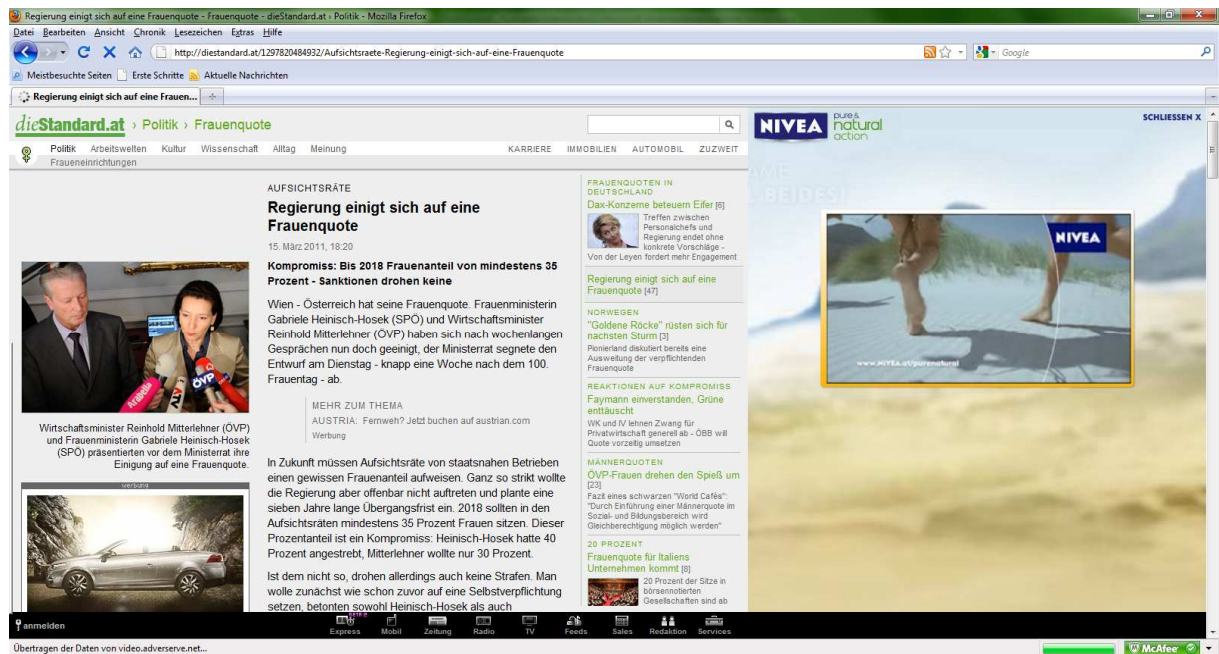 Regierung einigt sich auf eine Frauenquote - Frauenquote - dieStandard.at › Politik - Mozilla Firefox
Datei Bearbeiten Ansicht Chronik Lesezeichen Extras Hilfe
http://diestandard.at/1297820484932/Aufsichtsraete-Regierung-einigt-sich-auf-eine-Frauenquote
Google
Meistbesuchte Seiten Erste Schritte Aktuelle Nachrichten
Regierung einigt sich auf eine Frauen...
dieStandard.at › Politik › Frauenquote
Politik Arbeitswelten Kultur Wissenschaft Alltag Meinung
KARRIERE IMMOBILIEN AUTOMOBIL ZUZWEIT
Fraueneinrichtungen
Wirtschaftsminister Reinhold Mitterlehner (ÖVP)
und Frauenministerin Gabriele Heinisch-Hosek
(SPÖ) präsentierten vor dem Ministerrat ihre
Einigung auf eine Frauenquote.
Arabella
ATV
ÖVP
werbung
AUFSICHTSRÄTE
Regierung einigt sich auf eine
Frauenquote
15. März 2011, 18:20
Kompromiss: Bis 2018 Frauenanteil von mindestens 35
Prozent - Sanktionen drohen keine
Wien - Österreich hat seine Frauenquote. Frauenministerin
Gabriele Heinisch-Hosek (SPÖ) und Wirtschaftsminister
Reinhold Mitterlehner (ÖVP) haben sich nach wochenlangen
Gesprächen nun doch geeinigt, der Ministerrat segnete den
Entwurf am Dienstag - knapp eine Woche nach dem 100.
Frauentag - ab.
MEHR ZUM THEMA
AUSTRIA: Fernweh? Jetzt buchen auf austrian.com
Werbung
In Zukunft müssen Aufsichtsräte von staatsnahen Betrieben
einen gewissen Frauenanteil aufweisen. Ganz so strikt wollte
die Regierung aber offenbar nicht auftreten und plante eine
sieben Jahre lange Übergangsfrist ein. 2018 sollten in den
Aufsichtsräten mindestens 35 Prozent Frauen sitzen. Dieser
Prozentanteil ist ein Kompromiss: Heinisch-Hosek hatte 40
Prozent angestrebt, Mitterlehner wollte nur 30 Prozent.
Ist dem nicht so, drohen allerdings auch keine Strafen. Man
wolle zunächst wie schon zuvor auf eine Selbstverpflichtung
setzen, betonten sowohl Heinisch-Hosek als auch
FRAUENQUOTEN IN
DEUTSCHLAND
Dax-Konzerne beteuern Eifer [6]
Treffen zwischen
Personalchefs und
Regierung endet ohne
konkrete Vorschläge -
Von der Leyen fordert mehr Engagement
Regierung einigt sich auf eine
Frauenquote [47]
NORWEGEN
"Goldene Röcke" rüsten sich für
nächsten Sturm [3]
Pionierland diskutiert bereits eine
Ausweitung der verpflichtenden
Frauenquote
REAKTIONEN AUF KOMPROMISS
Faymann einverstanden, Grüne
enttäuscht
WK und IV lehnen Zwang für
Privatwirtschaft generell ab - ÖBB will
Quote vorzeitig umsetzen
MÄNNERQUOTEN
ÖVP-Frauen drehen den Spieß um
[23]
Fazit eines schwarzen "World Cafés":
"Durch Einführung einer Männerquote im
Sozial- und Bildungsbereich wird
Gleichberechtigung möglich werden"
20 PROZENT
Frauenquote für Italiens
Unternehmen kommt [8]
20 Prozent der Sitze in
börsennotierten
Gesellschaften sind ab
NIVEA pure & natural action
SCHLIESSEN X
NIVEA
www.NIVEA.at/purenatural
anmelden
Express Mobil Zeitung Radio TV Feeds Sales Redaktion Services
Übertragen der Daten von video.adverserve.net...
McAfee